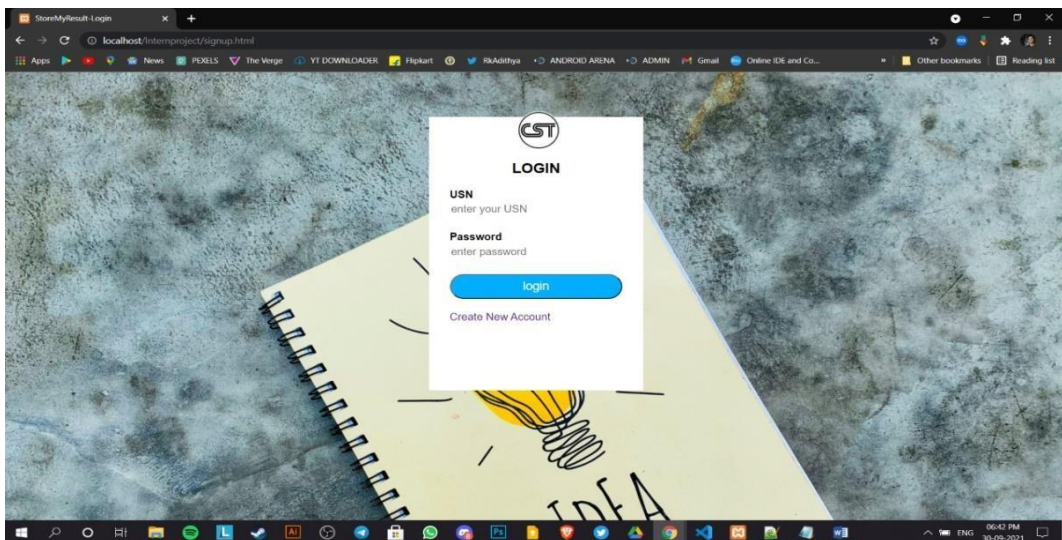 StoreMyResult-Login
localhost/Internproject/signup.html
Apps News PEXELS The Verge YT DOWNLOADER Flipkart RkAdithya ANDROID ARENA ADMIN Gmail Online IDE and Co... » Other bookmarks Reading list
CST
LOGIN
USN
enter your USN
Password
enter password
login
Create New Account
IDEA
L Ai Ps ENG 06:42 PM
30-09-2021